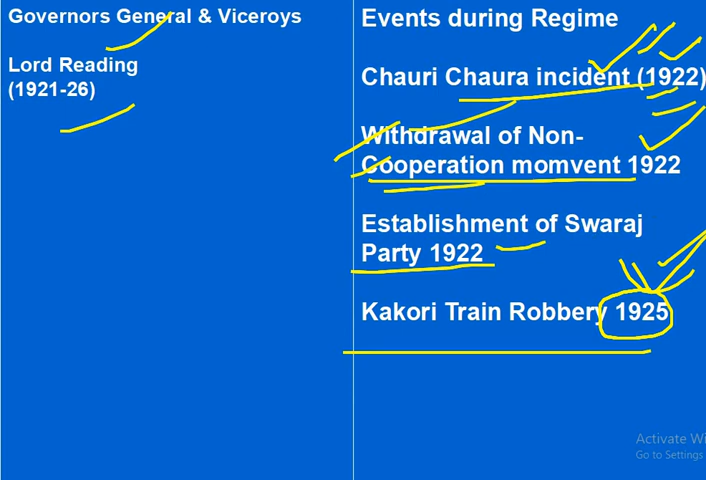 Governors General & Viceroys
Lord Reading
(1921-26)
Events during Regime
Chauri Chaura incident (1922)
Withdrawal of Non-
Cooperation momvent 1922
Establishment of Swaraj
Party 1922
Kakori Train Robbery 1925
Activate Wi
Go to Settings